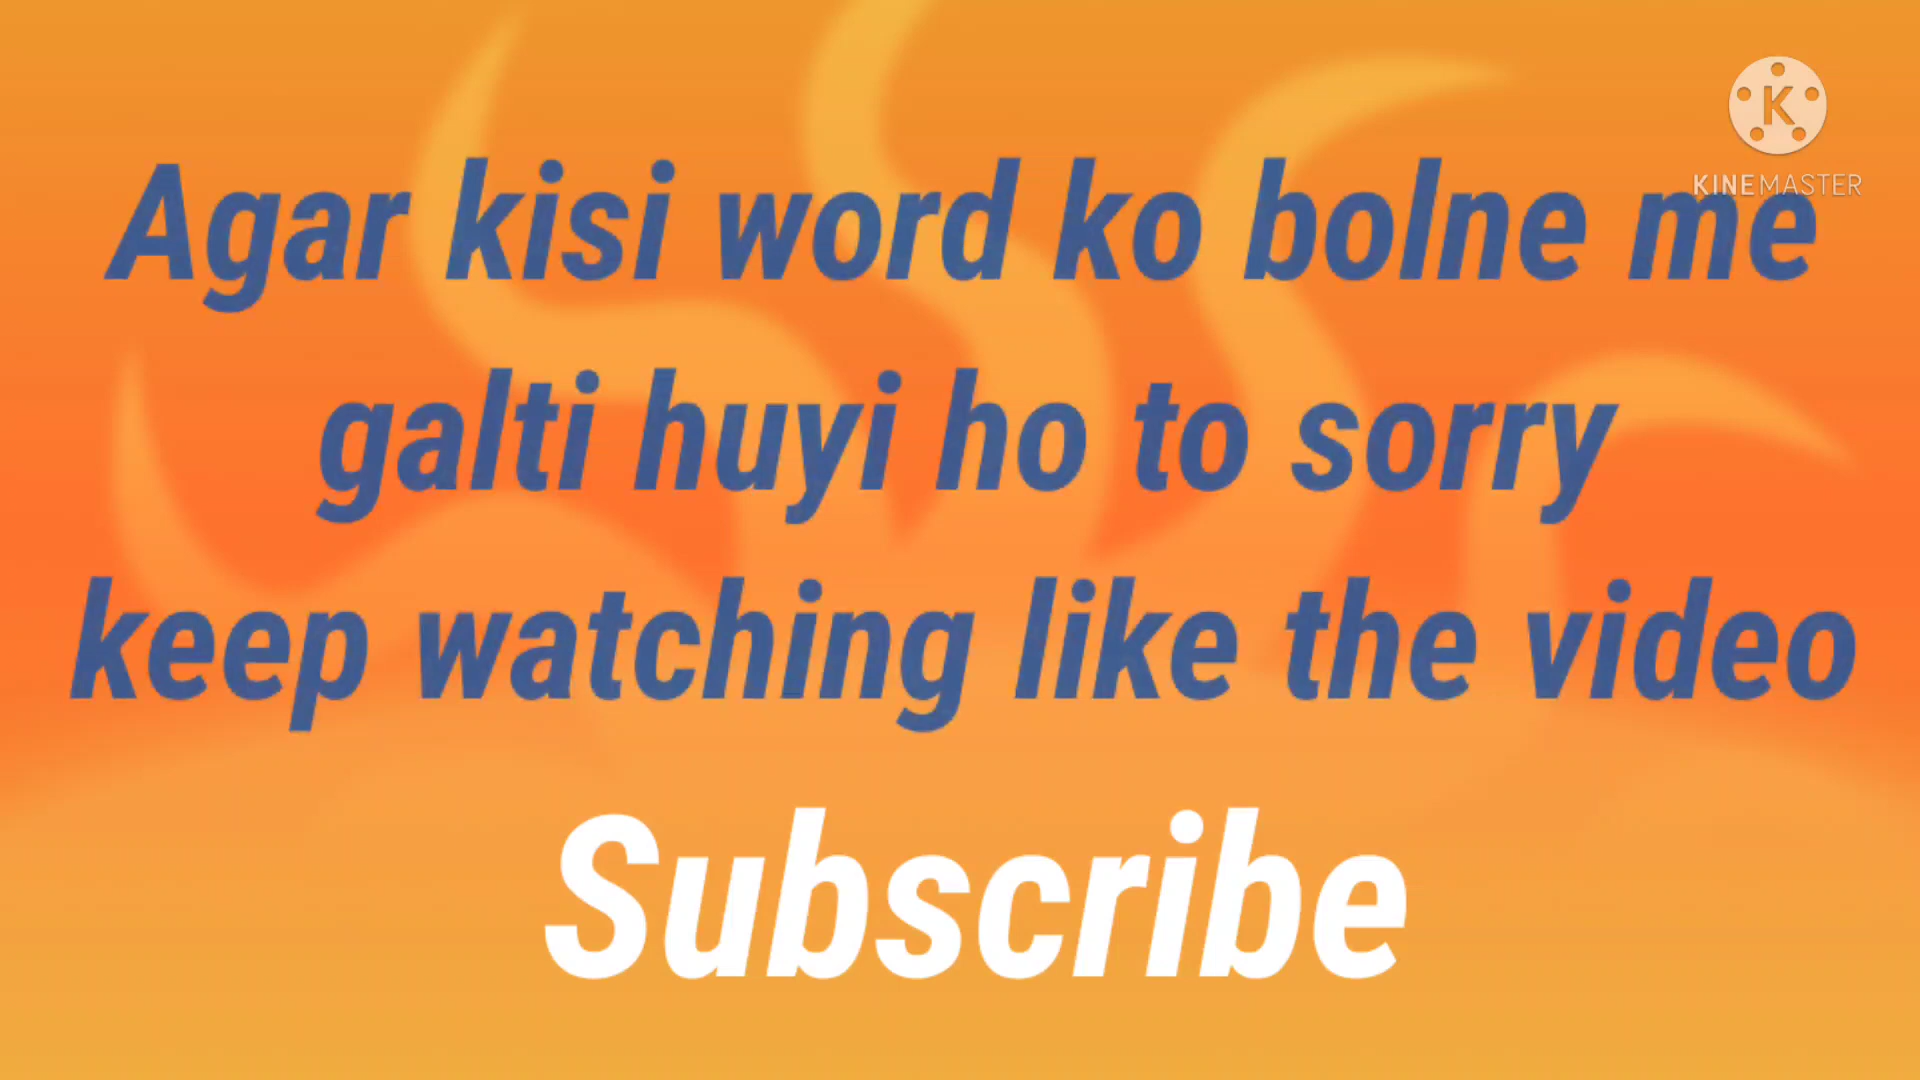 K
KINEMASTER
Agar kisi word ko bolne me
galti huyi ho to sorry
keep watching like the video
Subscribe